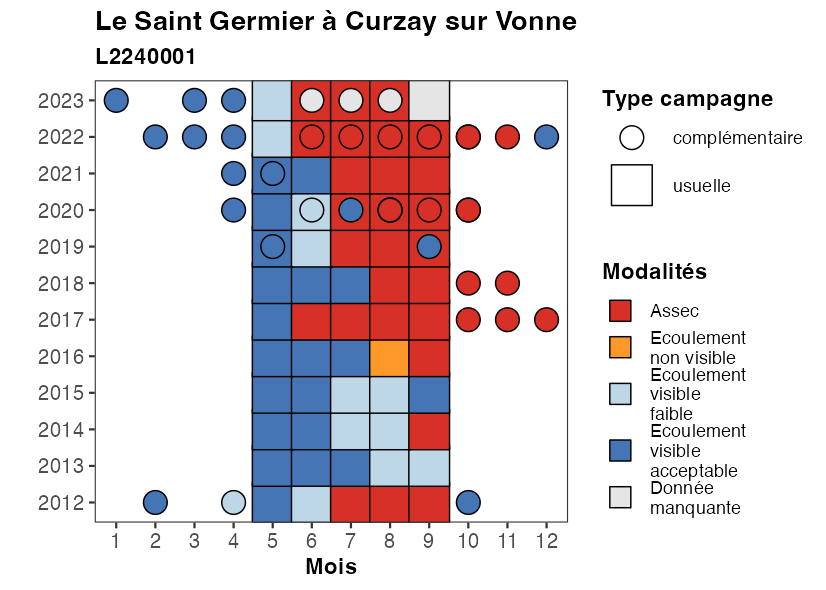 Le Saint Germier à Curzay sur Vonne
L2240001
2023
2022
2021
2020
2019
2018
2017
2016
2015
2014
2013
2012
1 2 3 4 5 6 7 8 9 10 11 12
Mois
Type campagne
complémentaire
usuelle
Modalités
Assec
Ecoulement
non visible
Ecoulement
visible
faible
Ecoulement
visible
acceptable
Donnée
manquante